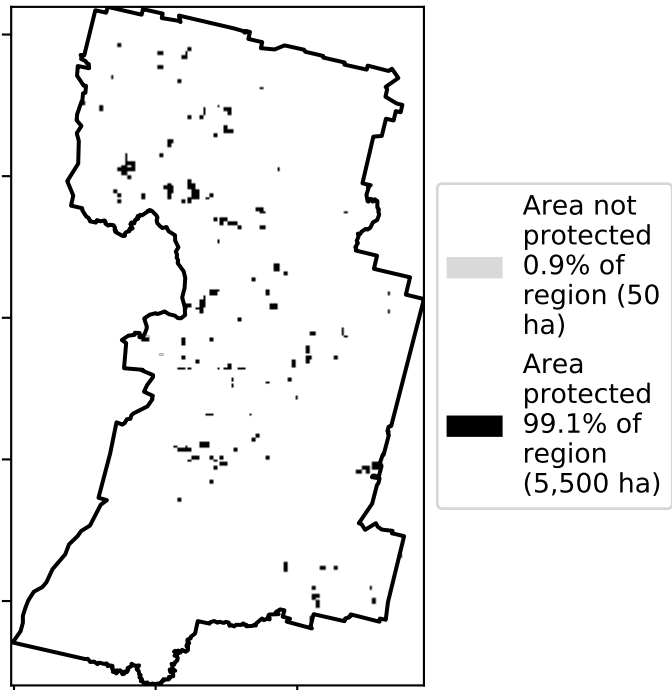 Area not
protected
0.9% of
region (50
ha)
Area
protected
99.1% of
region
(5,500 ha)